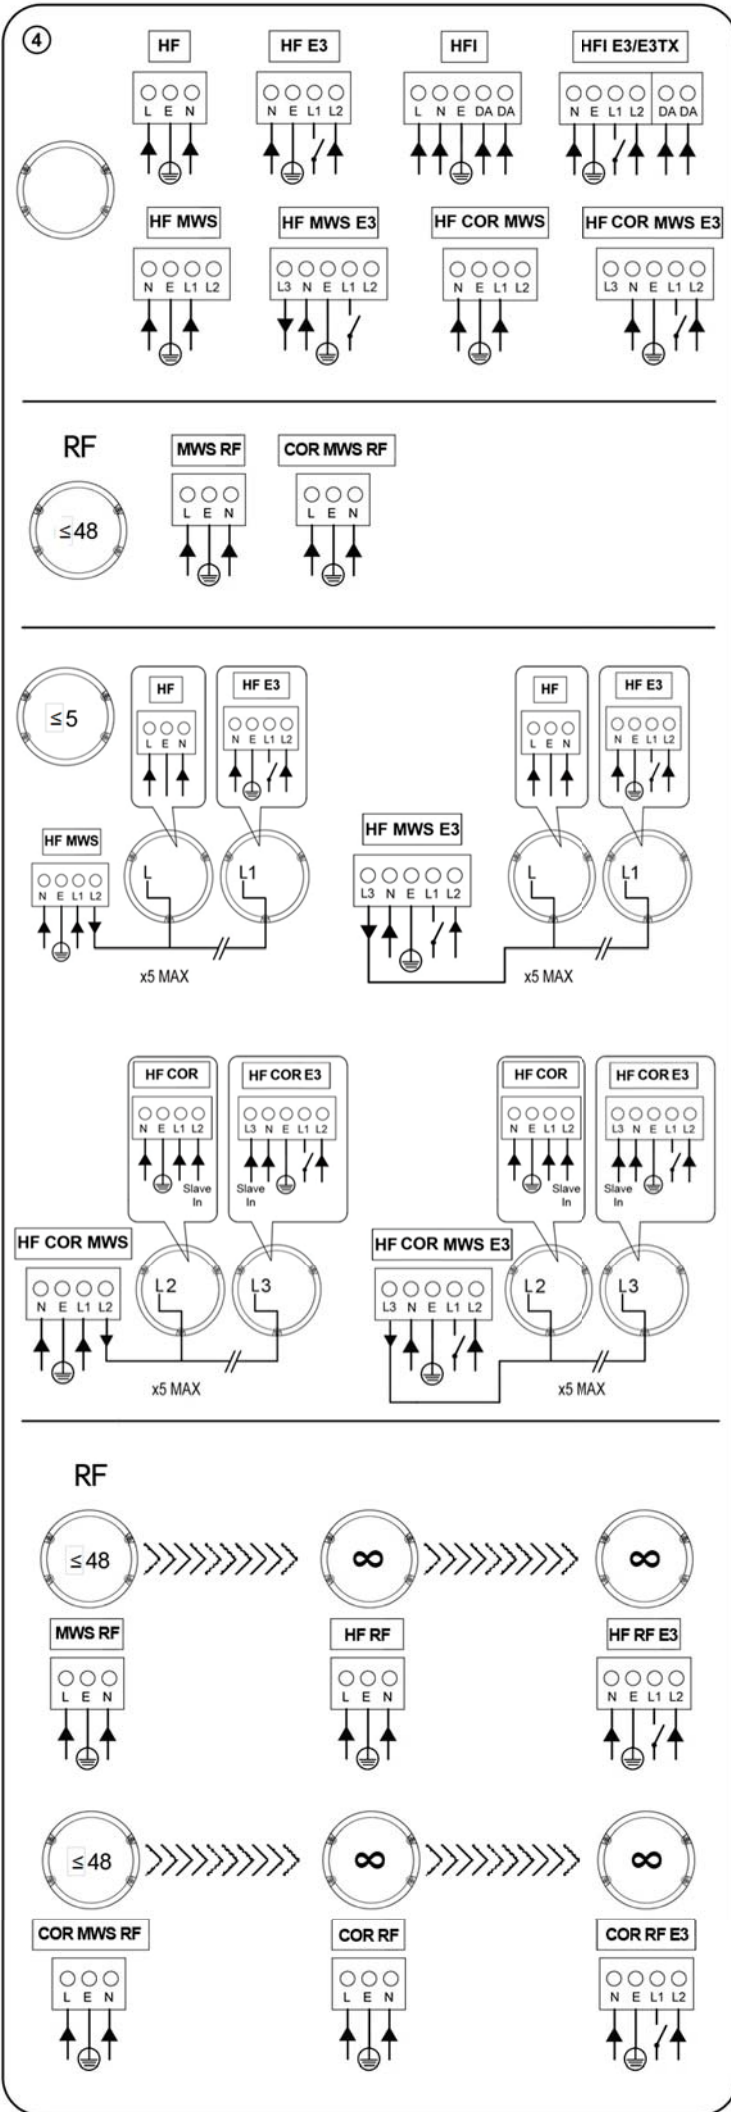 4
HF HF E3 HFI HFI E3/E3TX
L E N N E L1 L2 L N E DA DA N E L1 L2 DA DA
HF MWS HF MWS E3 HF COR MWS HF COR MWS E3
N E L1 L2 L3 N E L1 L2 N E L1 L2 L3 N E L1 L2
RF
MWS RF COR MWS RF
≤48 L E N L E N
HF HF E3 HF HF E3
≤5 L E N N E L1 L2 L E N N E L1 L2
HF MWS HF MWS E3
L L1 L L1
N E L1 L2 L3 N E L1 L2
x5 MAX x5 MAX
HF COR HF COR E3 HF COR HF COR E3
N E L1 L2 L3 N E L1 L2 N E L1 L2 L3 N E L1 L2
Slave Slave Slave Slave
In In In In
HF COR MWS HF COR MWS E3
L2 L3 L2 L3
N E L1 L2 L3 N E L1 L2
x5 MAX x5 MAX
RF
≤48 ∞ ∞
MWS RF HF RF HF RF E3
L E N L E N N E L1 L2
≤48 ∞ ∞
COR MWS RF COR RF COR RF E3
L E N L E N N E L1 L2